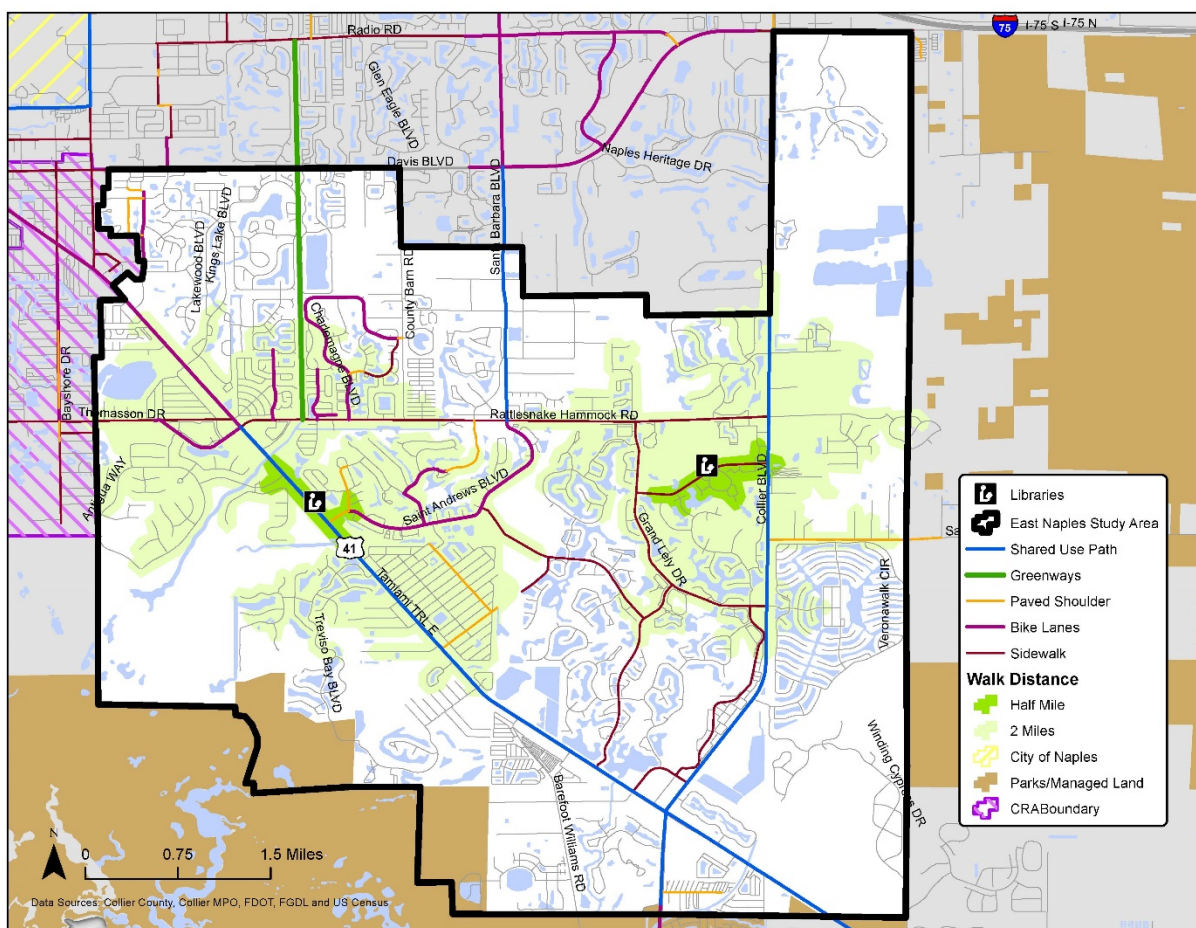 Radio RD
75
I-75 S
I-75 N
Glen Eagle BLVD
Davis BLVD
Naples Heritage DR
Santa Barbara BLVD
Lakewood BLVD
Kings Lake BLVD
County Barn RD
Charlemagne BLVD
Bayshore DR
Thomasson DR
Rattlesnake Hammock RD
Antigua WAY
Saint Andrews BLVD
Collier BLVD
Grand Lely DR
41
Tamiami TRL E
Treviso Bay BLVD
Veronawalk CIR
Sa
Winding Cypress DR
Barefoot Williams RD
Libraries
East Naples Study Area
Shared Use Path
Greenways
Paved Shoulder
Bike Lanes
Sidewalk
Walk Distance
Half Mile
2 Miles
City of Naples
Parks/Managed Land
CRABoundary
N
0 0.75 1.5 Miles
Data Sources: Collier County, Collier MPO, FDOT, FGDL and US Census